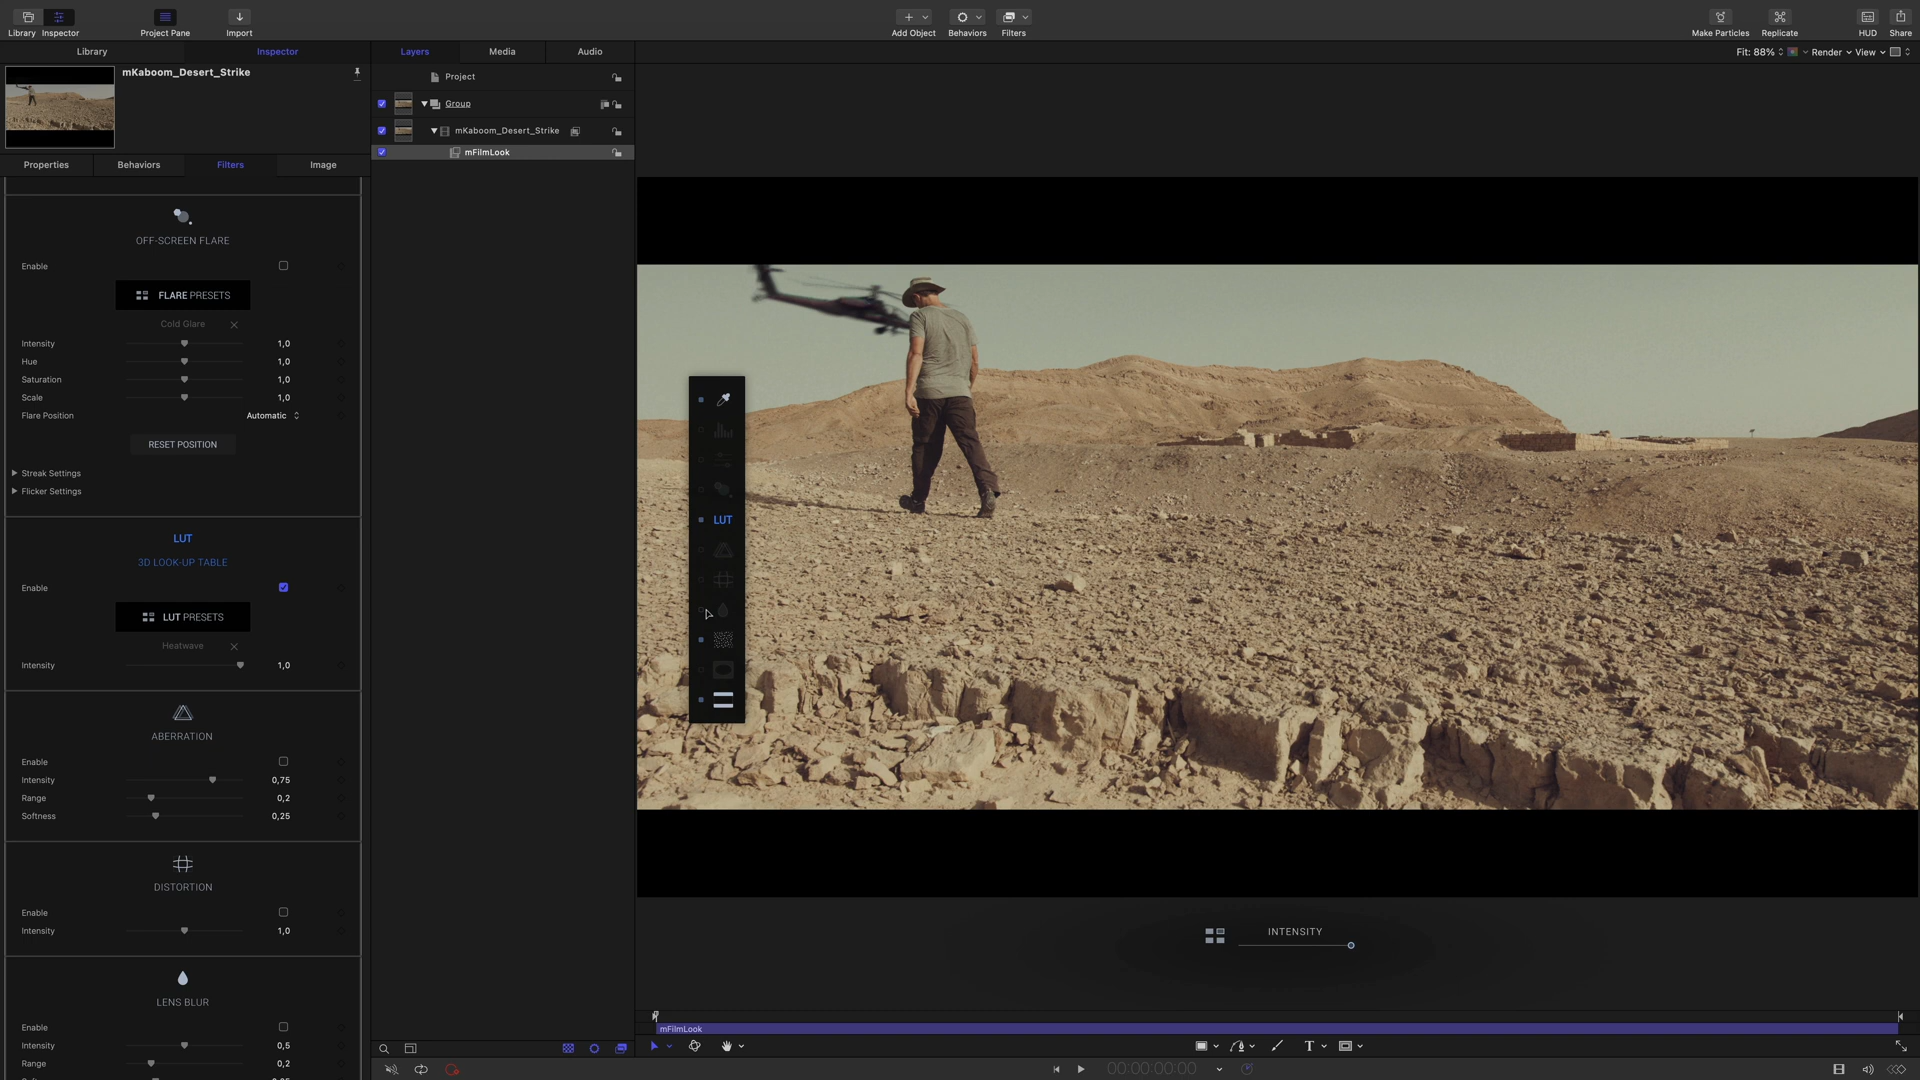 Library Inspector Project Pane Import Add Object Behaviors Filters Make Particles Replicate HUD Share
Library Inspector Layers Media Audio Fit: 88% Render View
mKaboom_Desert_Strike
Project
Group
mKaboom_Desert_Strike
mFilmLook
Properties Behaviors Filters Image
OFF-SCREEN FLARE
Enable
FLARE PRESETS
Cold Glare
Intensity 1,0
Hue 1,0
Saturation 1,0
Scale 1,0
Flare Position Automatic
RESET POSITION
Streak Settings
Flicker Settings
LUT
3D LOOK-UP TABLE
Enable
LUT PRESETS
Heatwave
Intensity 1,0
ABERRATION
Enable
Intensity 0,75
Range 0,2
Softness 0,25
DISTORTION
Enable
Intensity 1,0
LENS BLUR
Enable
Intensity 0,5
Range 0,2
LUT
INTENSITY
mFilmLook
T
00:00:00:00